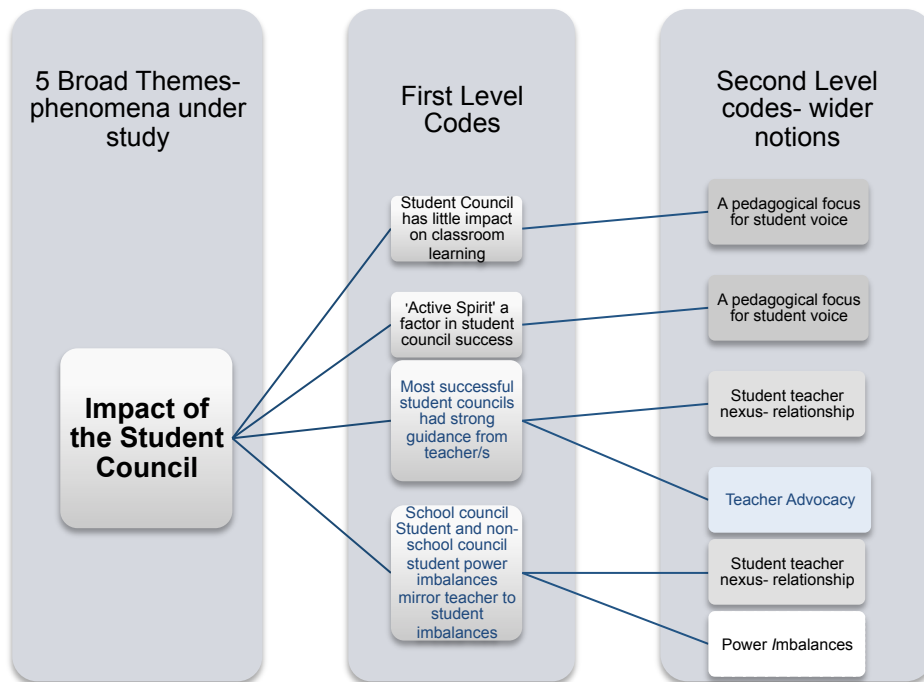 5 Broad Themes-
phenomena under
study
Impact of
the Student
Council
First Level
Codes
Student Council
has little impact
on classroom
learning
'Active Spirit' a
factor in student
council success
Most successful
student councils
had strong
guidance from
teacher/s
School council
Student and non-
school council
student power
imbalances
mirror teacher to
student
imbalances
Second Level
codes- wider
notions
A pedagogical focus
for student voice
A pedagogical focus
for student voice
Student teacher
nexus- relationship
Teacher Advocacy
Student teacher
nexus- relationship
Power Imbalances